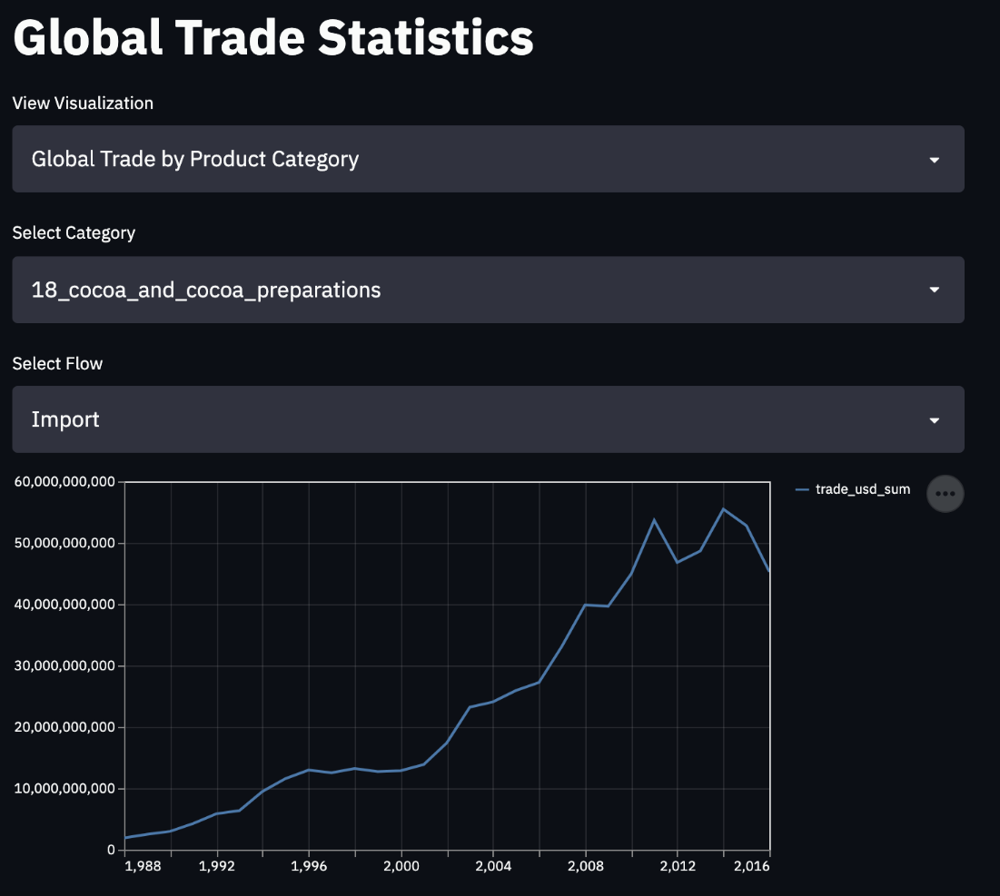 Global Trade Statistics
View Visualization
Global Trade by Product Category
Select Category
18_cocoa_and_cocoa_preparations
Select Flow
Import
60,000,000,000
50,000,000,000
40,000,000,000
30,000,000,000
20,000,000,000
10,000,000,000
0
1,988 1,992 1,996 2,000 2,004 2,008 2,012 2,016
trade_usd_sum